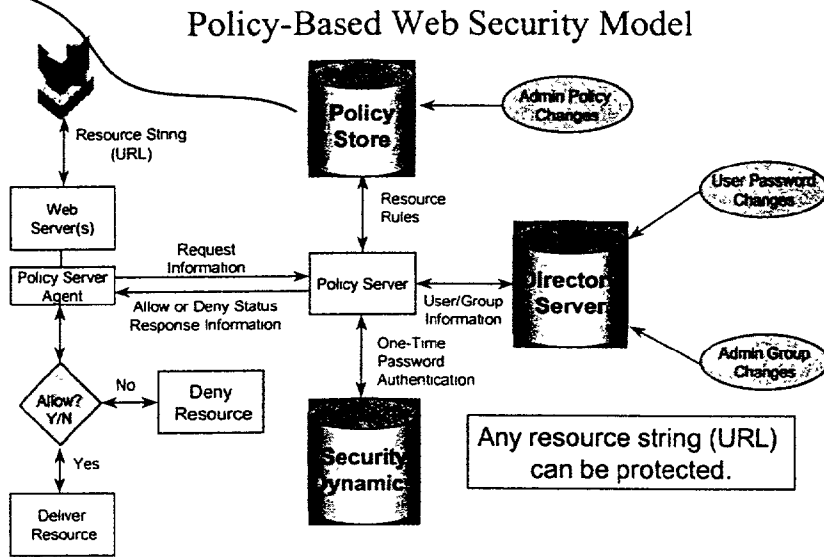 Policy-Based Web Security Model
Resource String
(URL)
Policy
Store
Admin Policy
Changes
Web
Server(s)
Resource
Rules
User Password
Changes
Request
Information
Policy Server
Agent
Policy Server
Director
Server
Allow or Deny Status
Response Information
User/Group
Information
One-Time
Password
Authentication
Admin Group
Changes
Allow?
Y/N
No
Deny
Resource
Security
Dynamic
Any resource string (URL)
can be protected.
Yes
Deliver
Resource